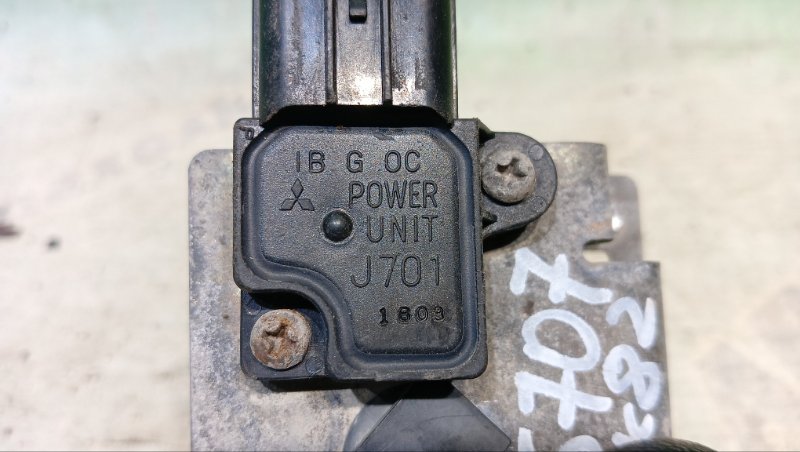 IB G OC
POWER
UNIT
J701
1803
707